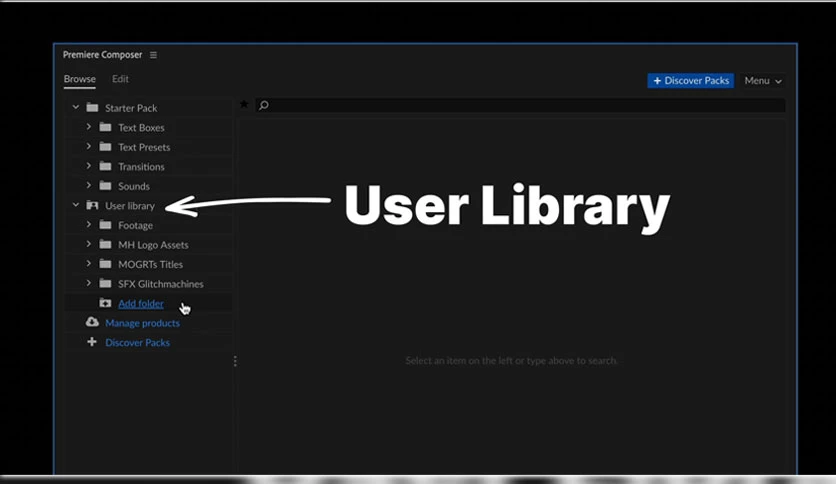 Premiere Composer
Browse Edit
+ Discover Packs Menu
Starter Pack
Text Boxes
Text Presets
Transitions
Sounds
User library
User Library
Footage
MH Logo Assets
MOGRTs Titles
SFX Glitchmachines
Add folder
Manage products
+ Discover Packs
Select an item on the left or type above to search.